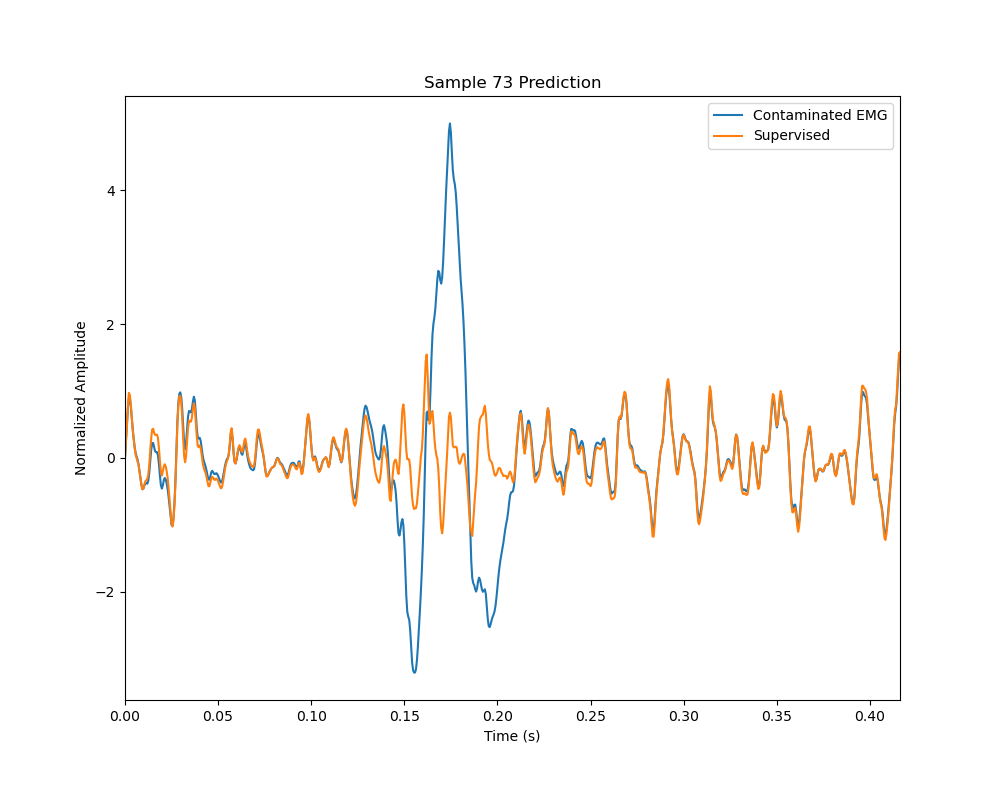 Sample 73 Prediction
Contaminated EMG
Supervised
Normalized Amplitude
4
2
0
−2
0.00 0.05 0.10 0.15 0.20 0.25 0.30 0.35 0.40
Time (s)